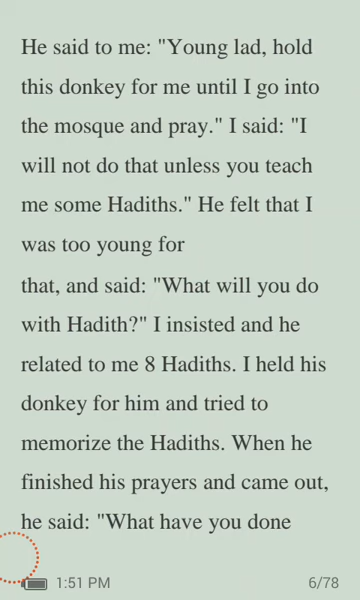 He said to me: "Young lad, hold
this donkey for me until I go into
the mosque and pray." I said: "I
will not do that unless you teach
me some Hadiths." He felt that I
was too young for
that, and said: "What will you do
with Hadith?" I insisted and he
related to me 8 Hadiths. I held his
donkey for him and tried to
memorize the Hadiths. When he
finished his prayers and came out,
he said: "What have you done
1:51 PM 6/78